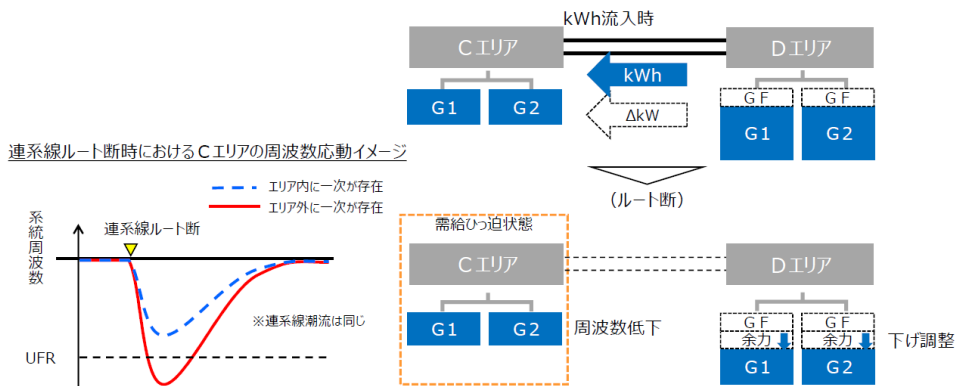 kWh流入時
Cエリア
Dエリア
kWh
ΔkW
G1
G2
GF
GF
G1
G2
連系線ルート断時におけるCエリアの周波数応動イメージ
(ルート断)
エリア内に一次が存在
エリア外に一次が存在
系統周波数
連系線ルート断
※連系線潮流は同じ
UFR
需給ひっ迫状態
Cエリア
Dエリア
G1
G2
周波数低下
GF
GF
余力
余力
下げ調整
G1
G2